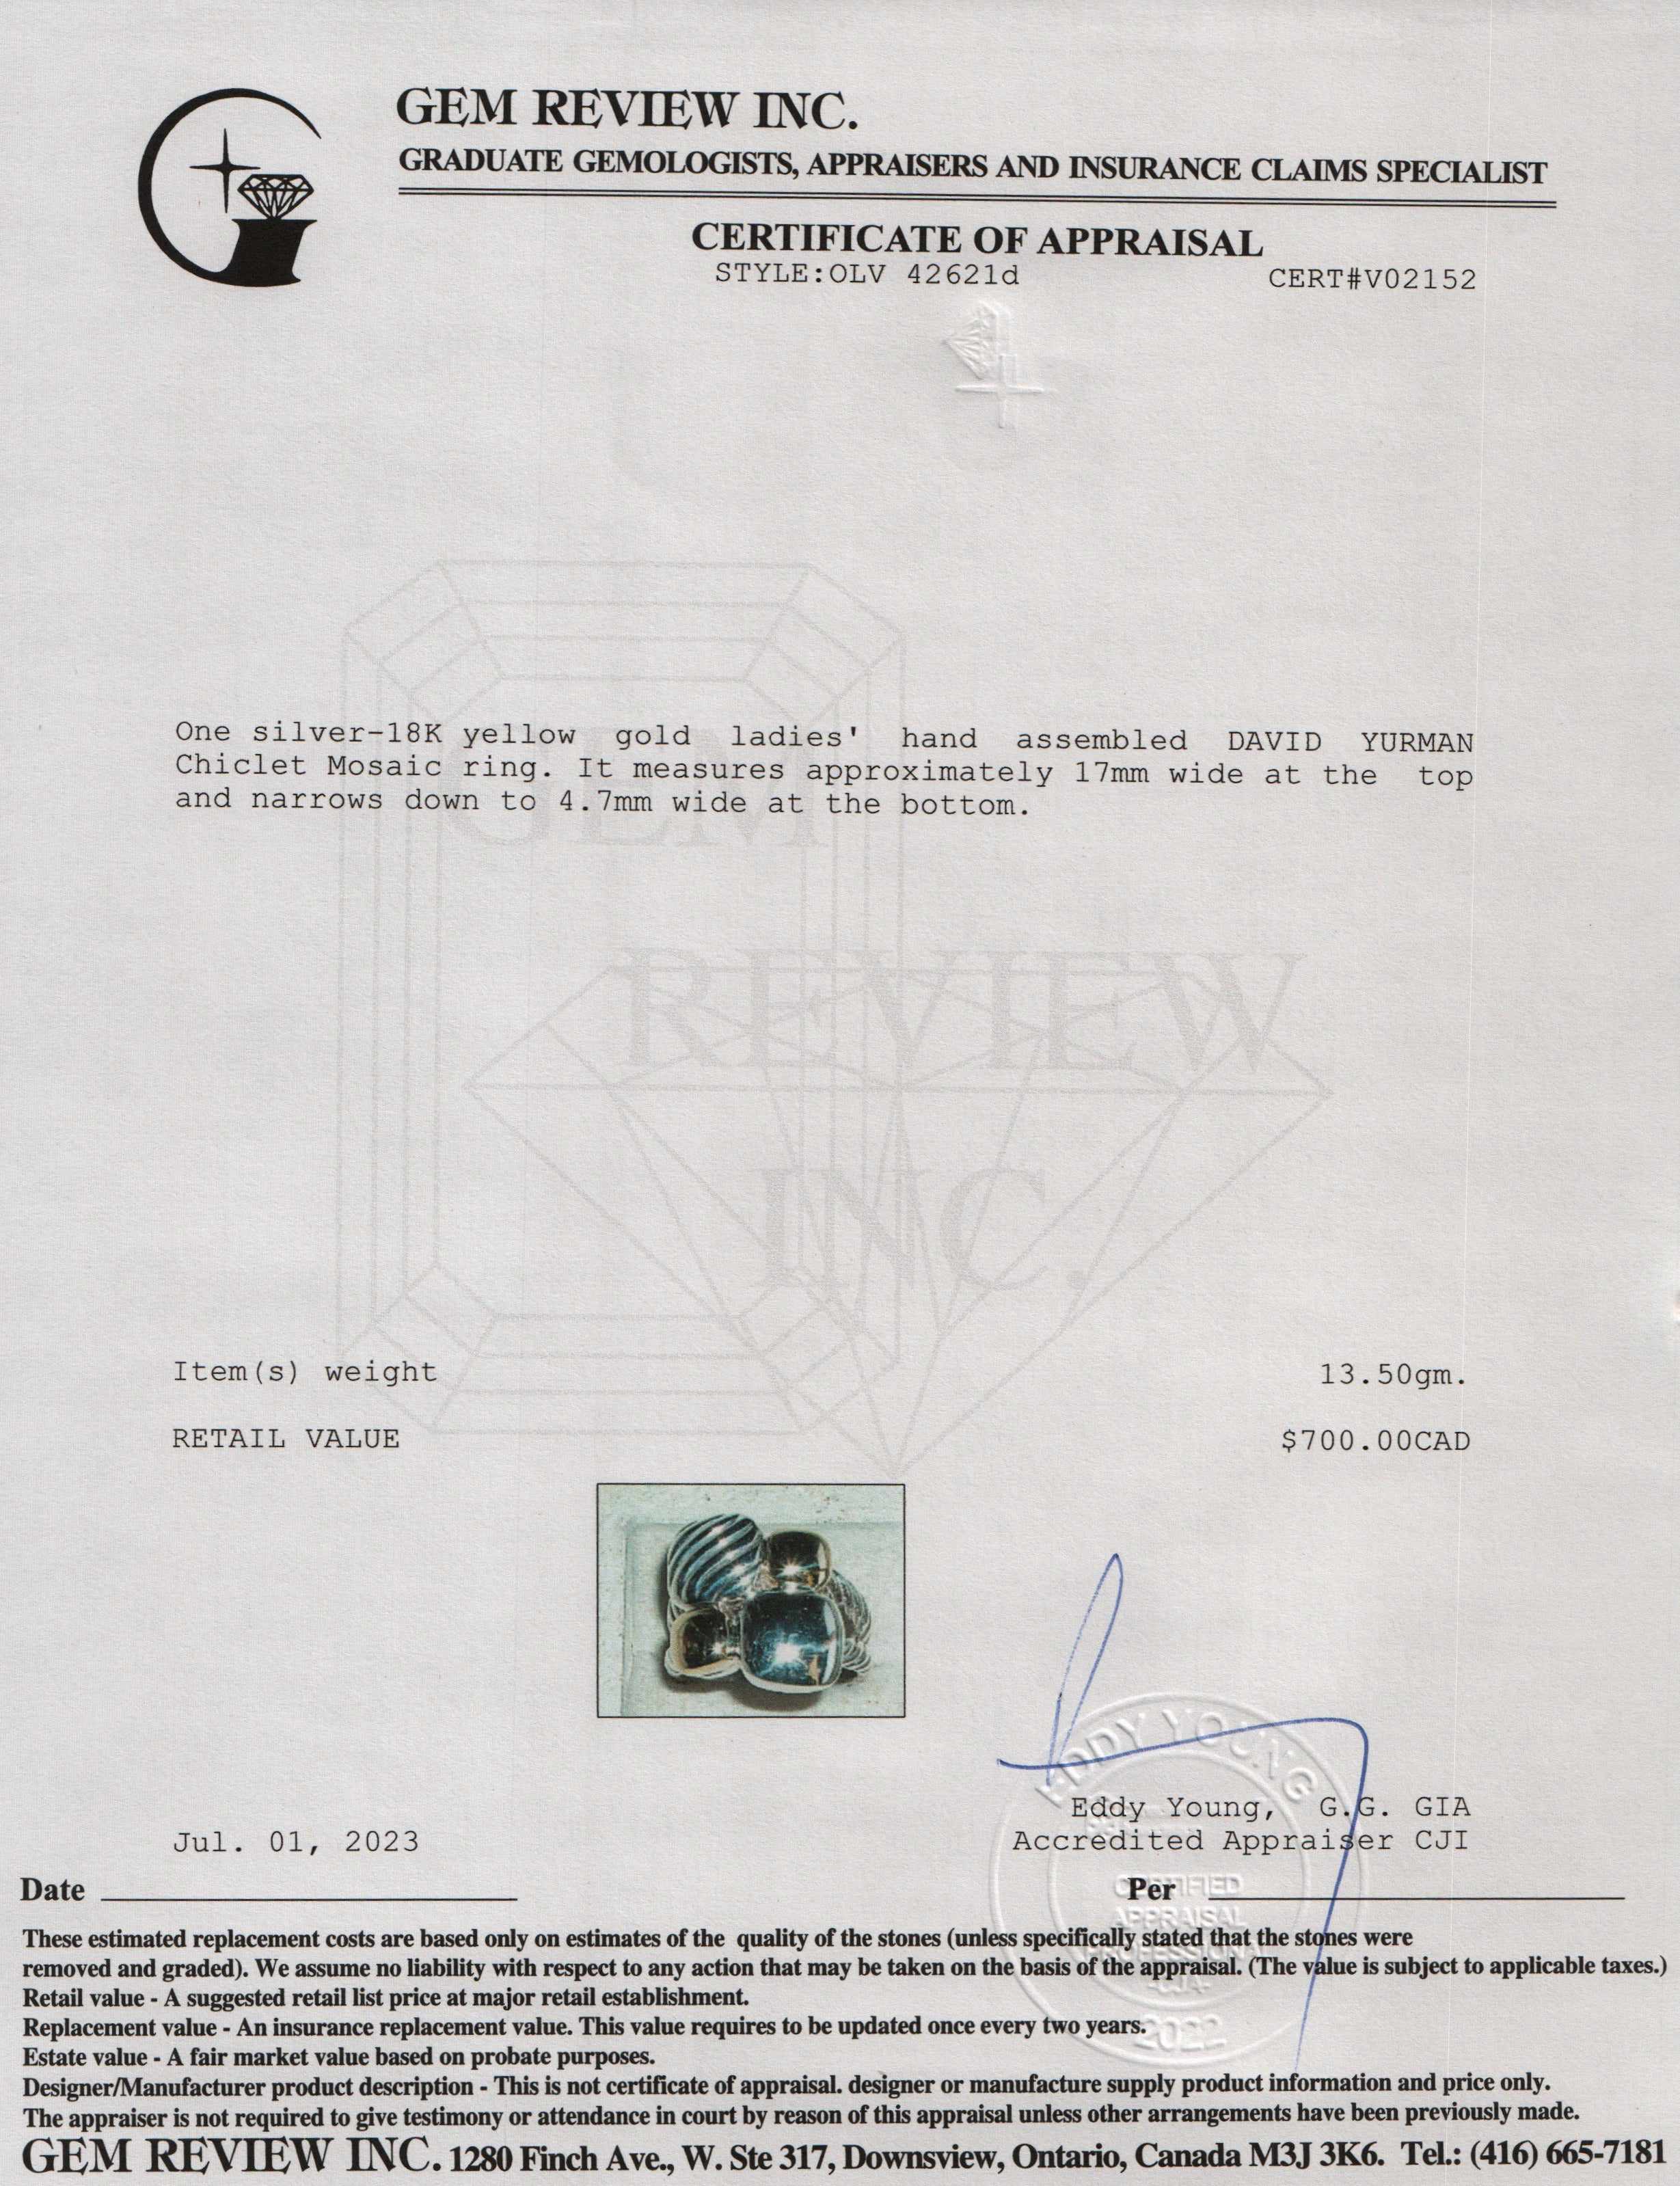 GEM REVIEW INC.
GRADUATE GEMOLOGISTS, APPRAISERS AND INSURANCE CLAIMS SPECIALIST
CERTIFICATE OF APPRAISAL
STYLE:OLV 42621d
CERT#V02152
One silver-18K yellow gold ladies' hand assembled DAVID YURMAN
Chiclet Mosaic ring. It measures approximately 17mm wide at the top
and narrows down to 4.7mm wide at the bottom.
GEM
REVIEW
INC.
Item(s) weight 13.50gm.
RETAIL VALUE $700.00CAD
EDDY YOUNG
Eddy Young, G.G. GIA
Jul. 01, 2023 Accredited Appraiser CJI
Date Per
CERTIFIED
APPRAISAL
PROFESSIONAL
2022
These estimated replacement costs are based only on estimates of the quality of the stones (unless specifically stated that the stones were
removed and graded). We assume no liability with respect to any action that may be taken on the basis of the appraisal. (The value is subject to applicable taxes.)
Retail value - A suggested retail list price at major retail establishment.
Replacement value - An insurance replacement value. This value requires to be updated once every two years.
Estate value - A fair market value based on probate purposes.
Designer/Manufacturer product description - This is not certificate of appraisal. designer or manufacture supply product information and price only.
The appraiser is not required to give testimony or attendance in court by reason of this appraisal unless other arrangements have been previously made.
GEM REVIEW INC. 1280 Finch Ave., W. Ste 317, Downsview, Ontario, Canada M3J 3K6. Tel.: (416) 665-7181